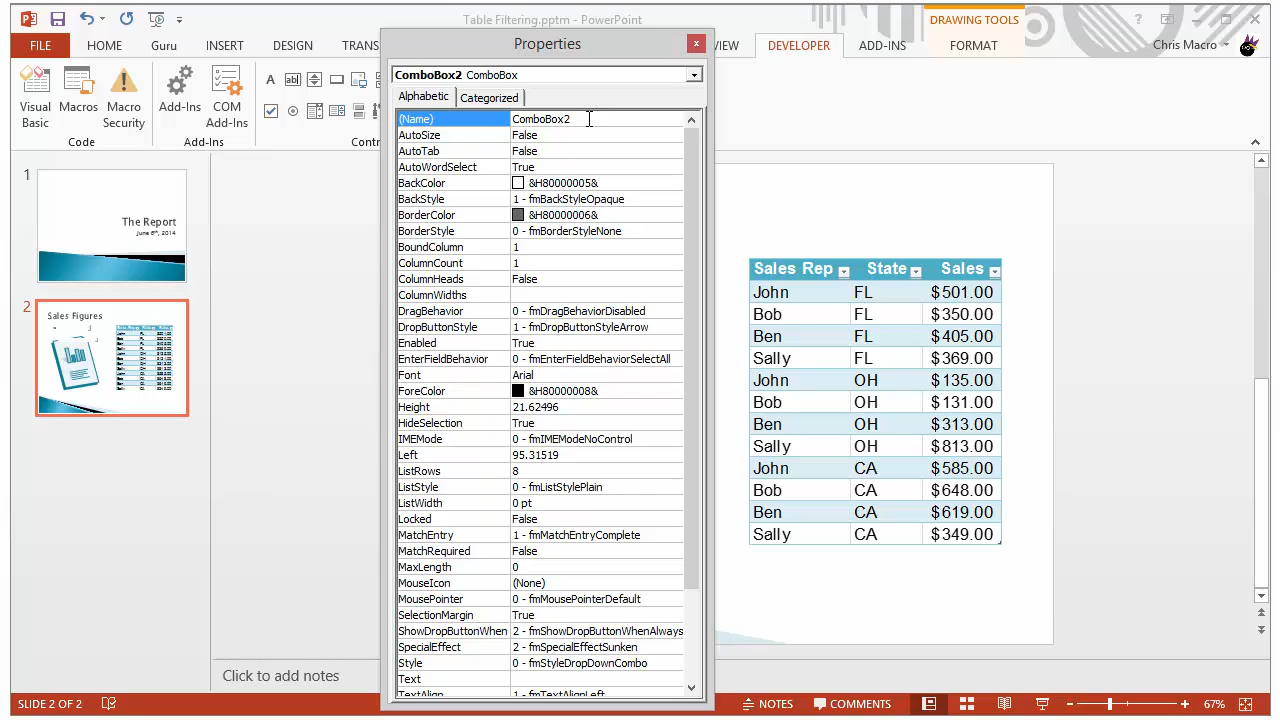 Table Filtering.pptm - PowerPoint
DRAWING TOOLS
FILE HOME Guru INSERT DESIGN TRANS VIEW DEVELOPER ADD-INS FORMAT
Chris Macro
Visual Basic
Macros
Macro Security
Add-Ins
COM Add-Ins
Code
Add-Ins
Contr
Properties
ComboBox2 ComboBox
Alphabetic Categorized
(Name) ComboBox2
AutoSize False
AutoTab False
AutoWordSelect True
BackColor &H80000005&
BackStyle 1 - fmBackStyleOpaque
BorderColor &H80000006&
BorderStyle 0 - fmBorderStyleNone
BoundColumn 1
ColumnCount 1
ColumnHeads False
ColumnWidths
DragBehavior 0 - fmDragBehaviorDisabled
DropButtonStyle 1 - fmDropButtonStyleArrow
Enabled True
EnterFieldBehavior 0 - fmEnterFieldBehaviorSelectAll
Font Arial
ForeColor &H80000008&
Height 21.62496
HideSelection True
IMEMode 0 - fmIMEModeNoControl
Left 95.31519
ListRows 8
ListStyle 0 - fmListStylePlain
ListWidth 0 pt
Locked False
MatchEntry 1 - fmMatchEntryComplete
MatchRequired False
MaxLength 0
MouseIcon (None)
MousePointer 0 - fmMousePointerDefault
SelectionMargin True
ShowDropButtonWhen 2 - fmShowDropButtonWhenAlways
SpecialEffect 2 - fmSpecialEffectSunken
Style 0 - fmStyleDropDownCombo
Text
TextAlign 1 - fmTextAlignLeft
1
The Report
June 6th, 2014
2
Sales Figures
Sales Rep State Sales
John FL $501.00
Bob FL $350.00
Ben FL $405.00
Sally FL $369.00
John OH $135.00
Bob OH $131.00
Ben OH $313.00
Sally OH $813.00
John CA $585.00
Bob CA $648.00
Ben CA $619.00
Sally CA $349.00
Click to add notes
SLIDE 2 OF 2
NOTES COMMENTS 67%